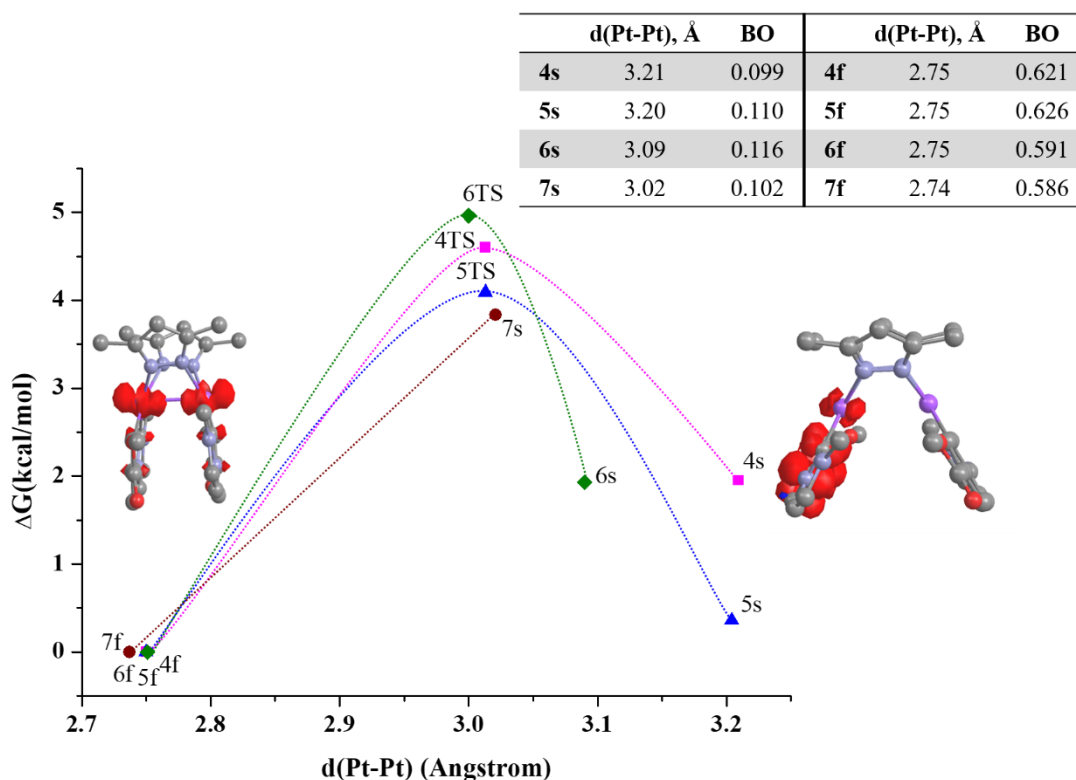 d(Pt-Pt), Å BO d(Pt-Pt), Å BO
4s 3.21 0.099 4f 2.75 0.621
5s 3.20 0.110 5f 2.75 0.626
6s 3.09 0.116 6f 2.75 0.591
7s 3.02 0.102 7f 2.74 0.586
5
4
3
2
1
0
ΔG(kcal/mol)
6TS
4TS
5TS
7s
6s
4s
5s
7f
6f
5f
4f
2.7 2.8 2.9 3.0 3.1 3.2
d(Pt-Pt) (Angstrom)